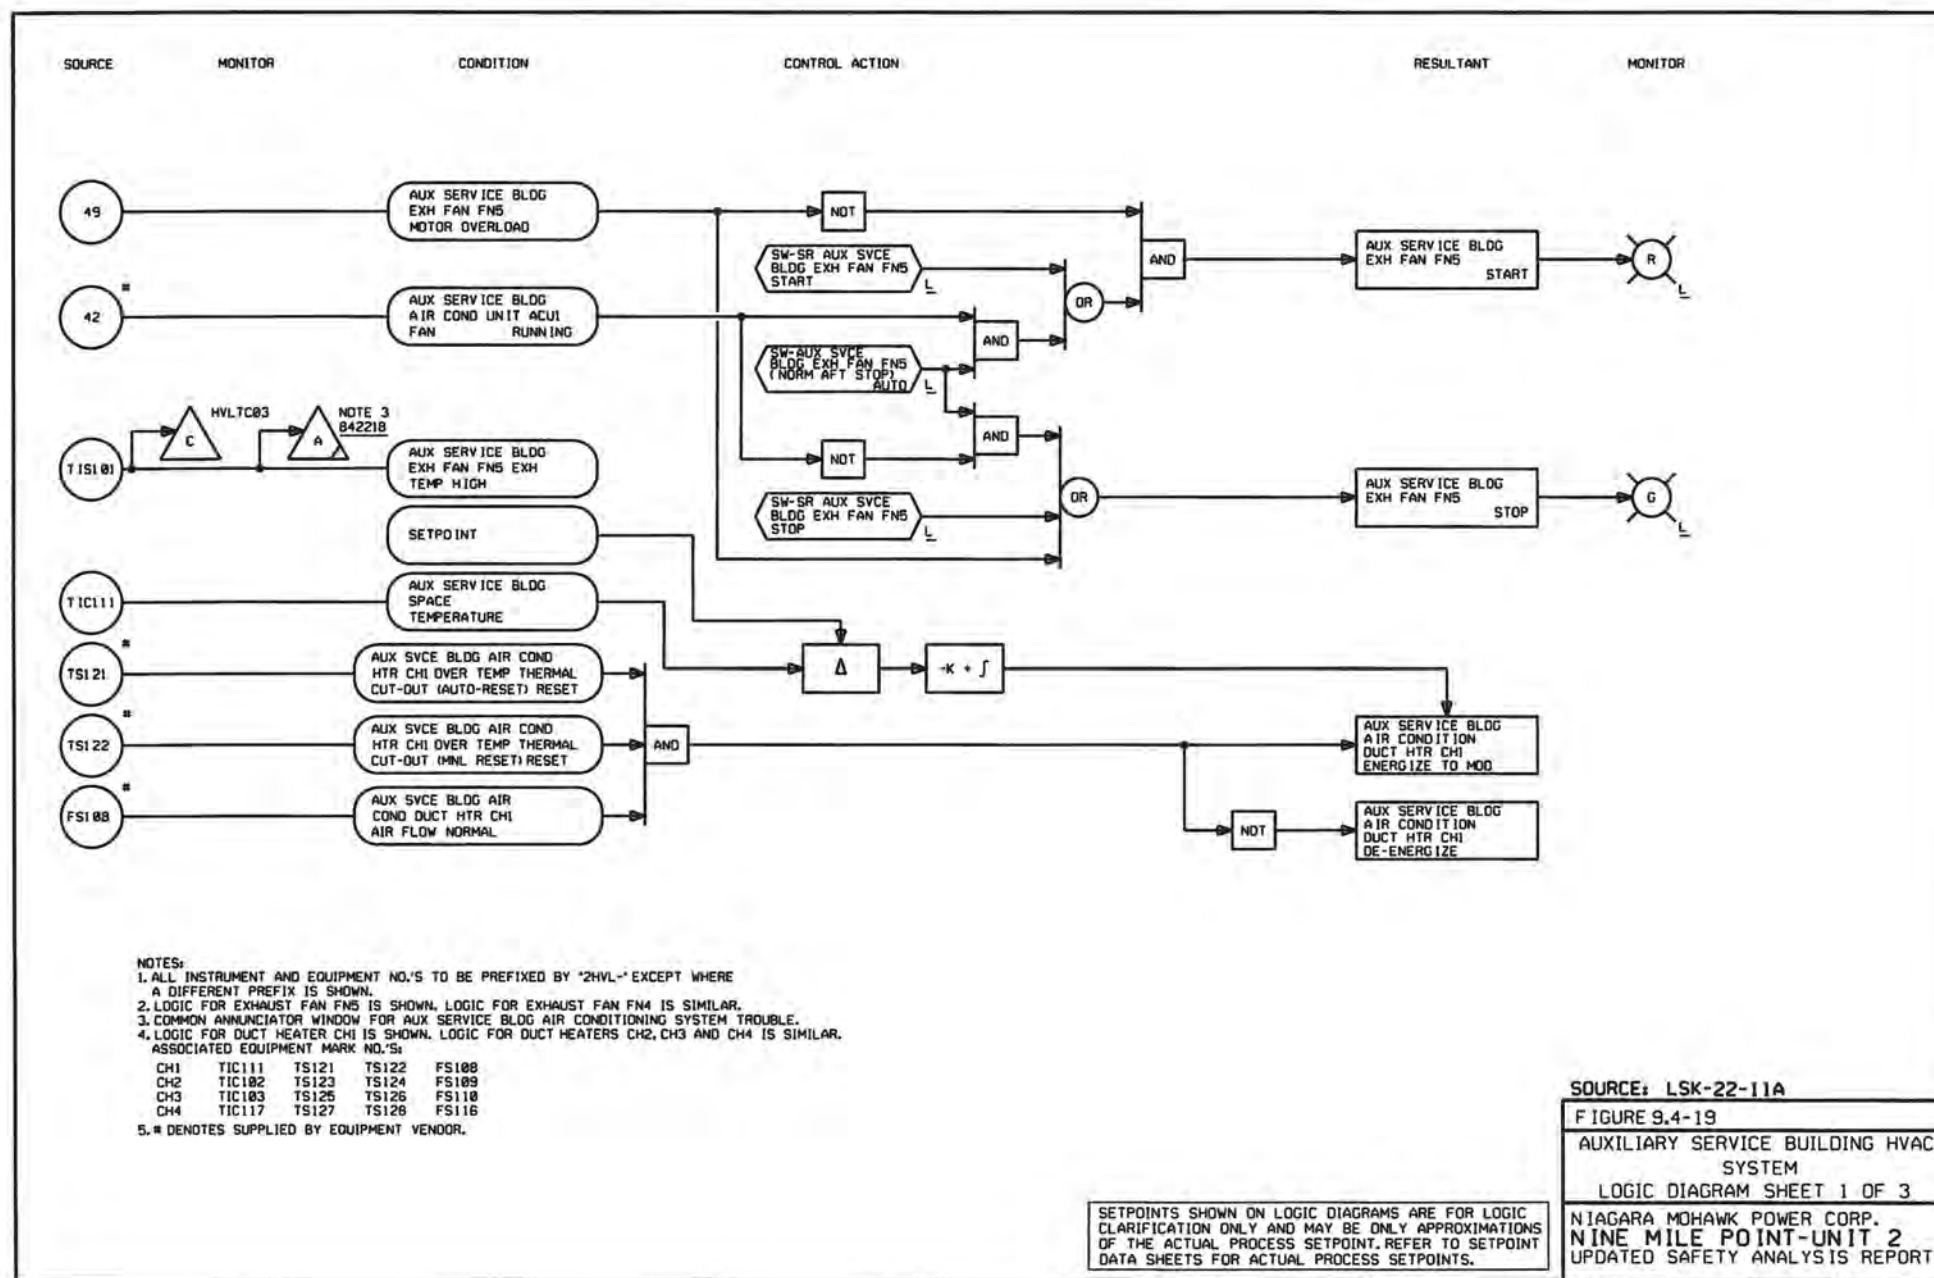 SOURCE MONITOR CONDITION CONTROL ACTION RESULTANT MONITOR
49
AUX SERVICE BLDG
EXH FAN FN5
MOTOR OVERLOAD
NOT
SW-SR AUX SVCE
BLDG EXH FAN FN5
START
L
AND
AUX SERVICE BLDG
EXH FAN FN5
START
R
L
#
42
AUX SERVICE BLDG
AIR COND UNIT ACU1
FAN RUNNING
OR
AND
SW-AUX SVCE
BLDG EXH FAN FN5
(NORM AFT STOP)
AUTO
L
TIS101
C
HVLTC03
A
NOTE 3
842218
AUX SERVICE BLDG
EXH FAN FN5 EXH
TEMP HIGH
NOT
AND
SW-SR AUX SVCE
BLDG EXH FAN FN5
STOP
L
OR
AUX SERVICE BLDG
EXH FAN FN5
STOP
G
L
SETPOINT
TIC111
AUX SERVICE BLDG
SPACE
TEMPERATURE
Δ
-K + ∫
#
TS121
AUX SVCE BLDG AIR COND
HTR CH1 OVER TEMP THERMAL
CUT-OUT (AUTO-RESET) RESET
#
TS122
AUX SVCE BLDG AIR COND
HTR CH1 OVER TEMP THERMAL
CUT-OUT (MNL RESET) RESET
AND
AUX SERVICE BLDG
AIR CONDITION
DUCT HTR CH1
ENERGIZE TO MOD
#
FS108
AUX SVCE BLDG AIR
COND DUCT HTR CH1
AIR FLOW NORMAL
NOT
AUX SERVICE BLDG
AIR CONDITION
DUCT HTR CH1
DE-ENERGIZE
NOTES:
1. ALL INSTRUMENT AND EQUIPMENT NO.'S TO BE PREFIXED BY "2HVL-" EXCEPT WHERE
A DIFFERENT PREFIX IS SHOWN.
2. LOGIC FOR EXHAUST FAN FN5 IS SHOWN. LOGIC FOR EXHAUST FAN FN4 IS SIMILAR.
3. COMMON ANNUNCIATOR WINDOW FOR AUX SERVICE BLDG AIR CONDITIONING SYSTEM TROUBLE.
4. LOGIC FOR DUCT HEATER CH1 IS SHOWN. LOGIC FOR DUCT HEATERS CH2, CH3 AND CH4 IS SIMILAR.
ASSOCIATED EQUIPMENT MARK NO.'S:
CH1 TIC111 TS121 TS122 FS108
CH2 TIC102 TS123 TS124 FS109
CH3 TIC103 TS125 TS126 FS110
CH4 TIC117 TS127 TS128 FS116
5. # DENOTES SUPPLIED BY EQUIPMENT VENDOR.
SETPOINTS SHOWN ON LOGIC DIAGRAMS ARE FOR LOGIC
CLARIFICATION ONLY AND MAY BE ONLY APPROXIMATIONS
OF THE ACTUAL PROCESS SETPOINT. REFER TO SETPOINT
DATA SHEETS FOR ACTUAL PROCESS SETPOINTS.
SOURCE: LSK-22-11A
FIGURE 9.4-19
AUXILIARY SERVICE BUILDING HVAC
SYSTEM
LOGIC DIAGRAM SHEET 1 OF 3
NIAGARA MOHAWK POWER CORP.
NINE MILE POINT-UNIT 2
UPDATED SAFETY ANALYSIS REPORT